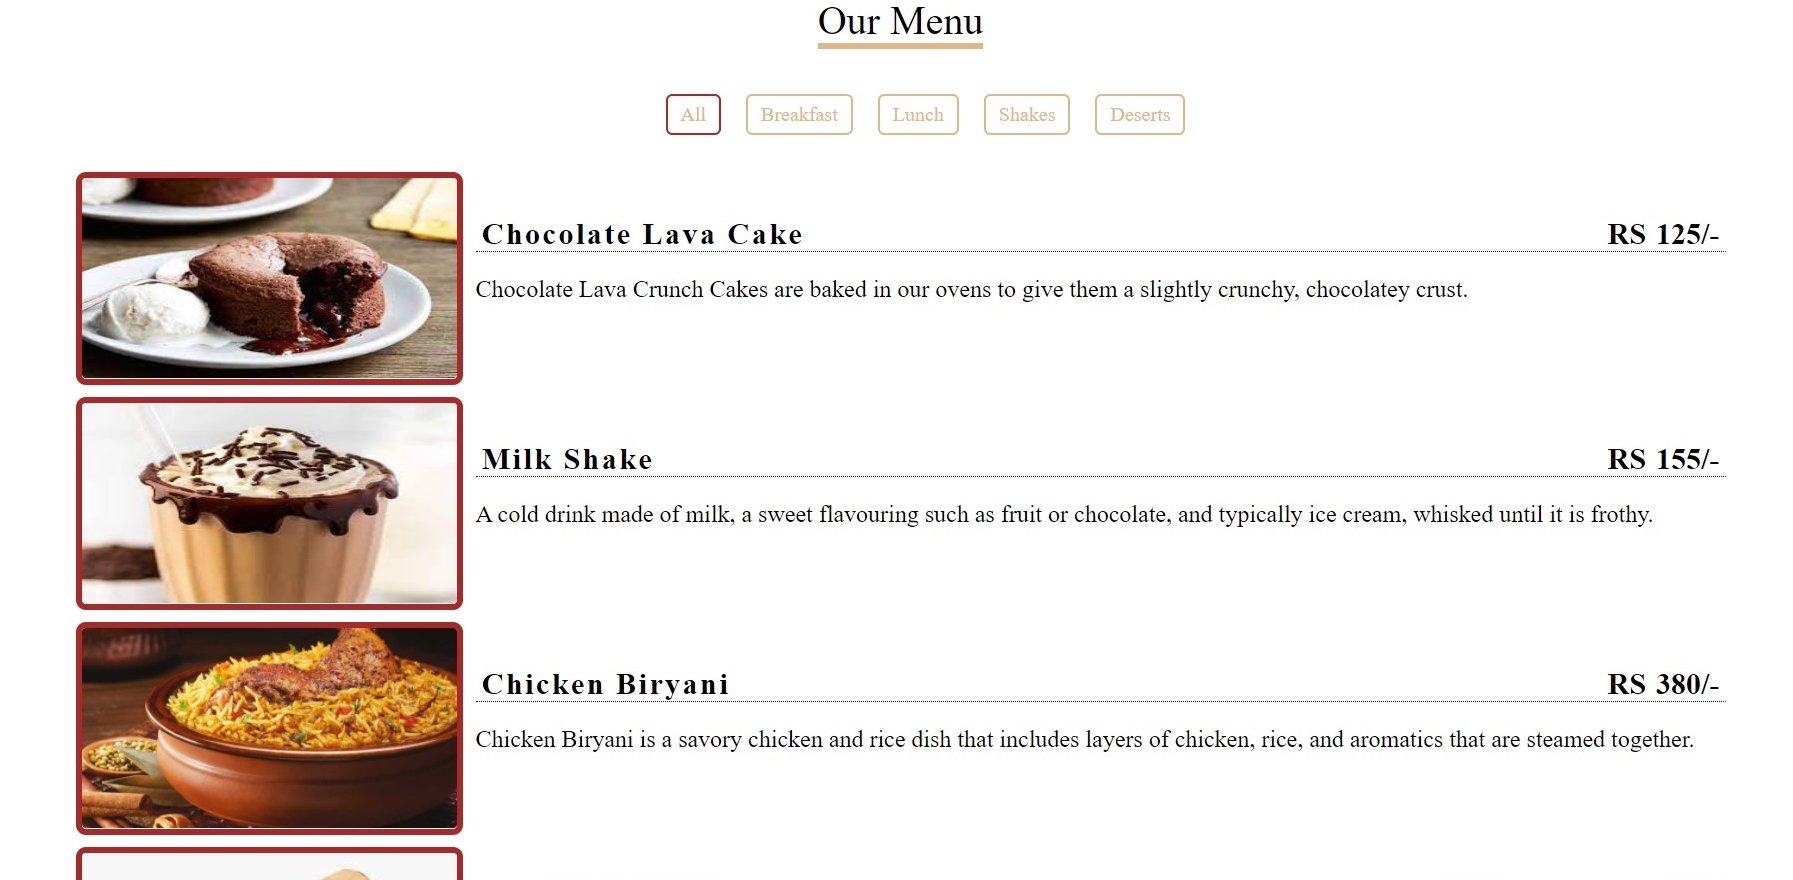 Our Menu
All Breakfast Lunch Shakes Deserts
Chocolate Lava Cake RS 125/-
Chocolate Lava Crunch Cakes are baked in our ovens to give them a slightly crunchy, chocolatey crust.
Milk Shake RS 155/-
A cold drink made of milk, a sweet flavouring such as fruit or chocolate, and typically ice cream, whisked until it is frothy.
Chicken Biryani RS 380/-
Chicken Biryani is a savory chicken and rice dish that includes layers of chicken, rice, and aromatics that are steamed together.